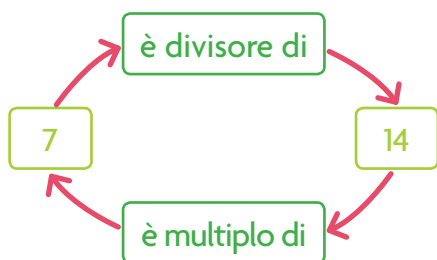 è divisore di
7
14
è multiplo di